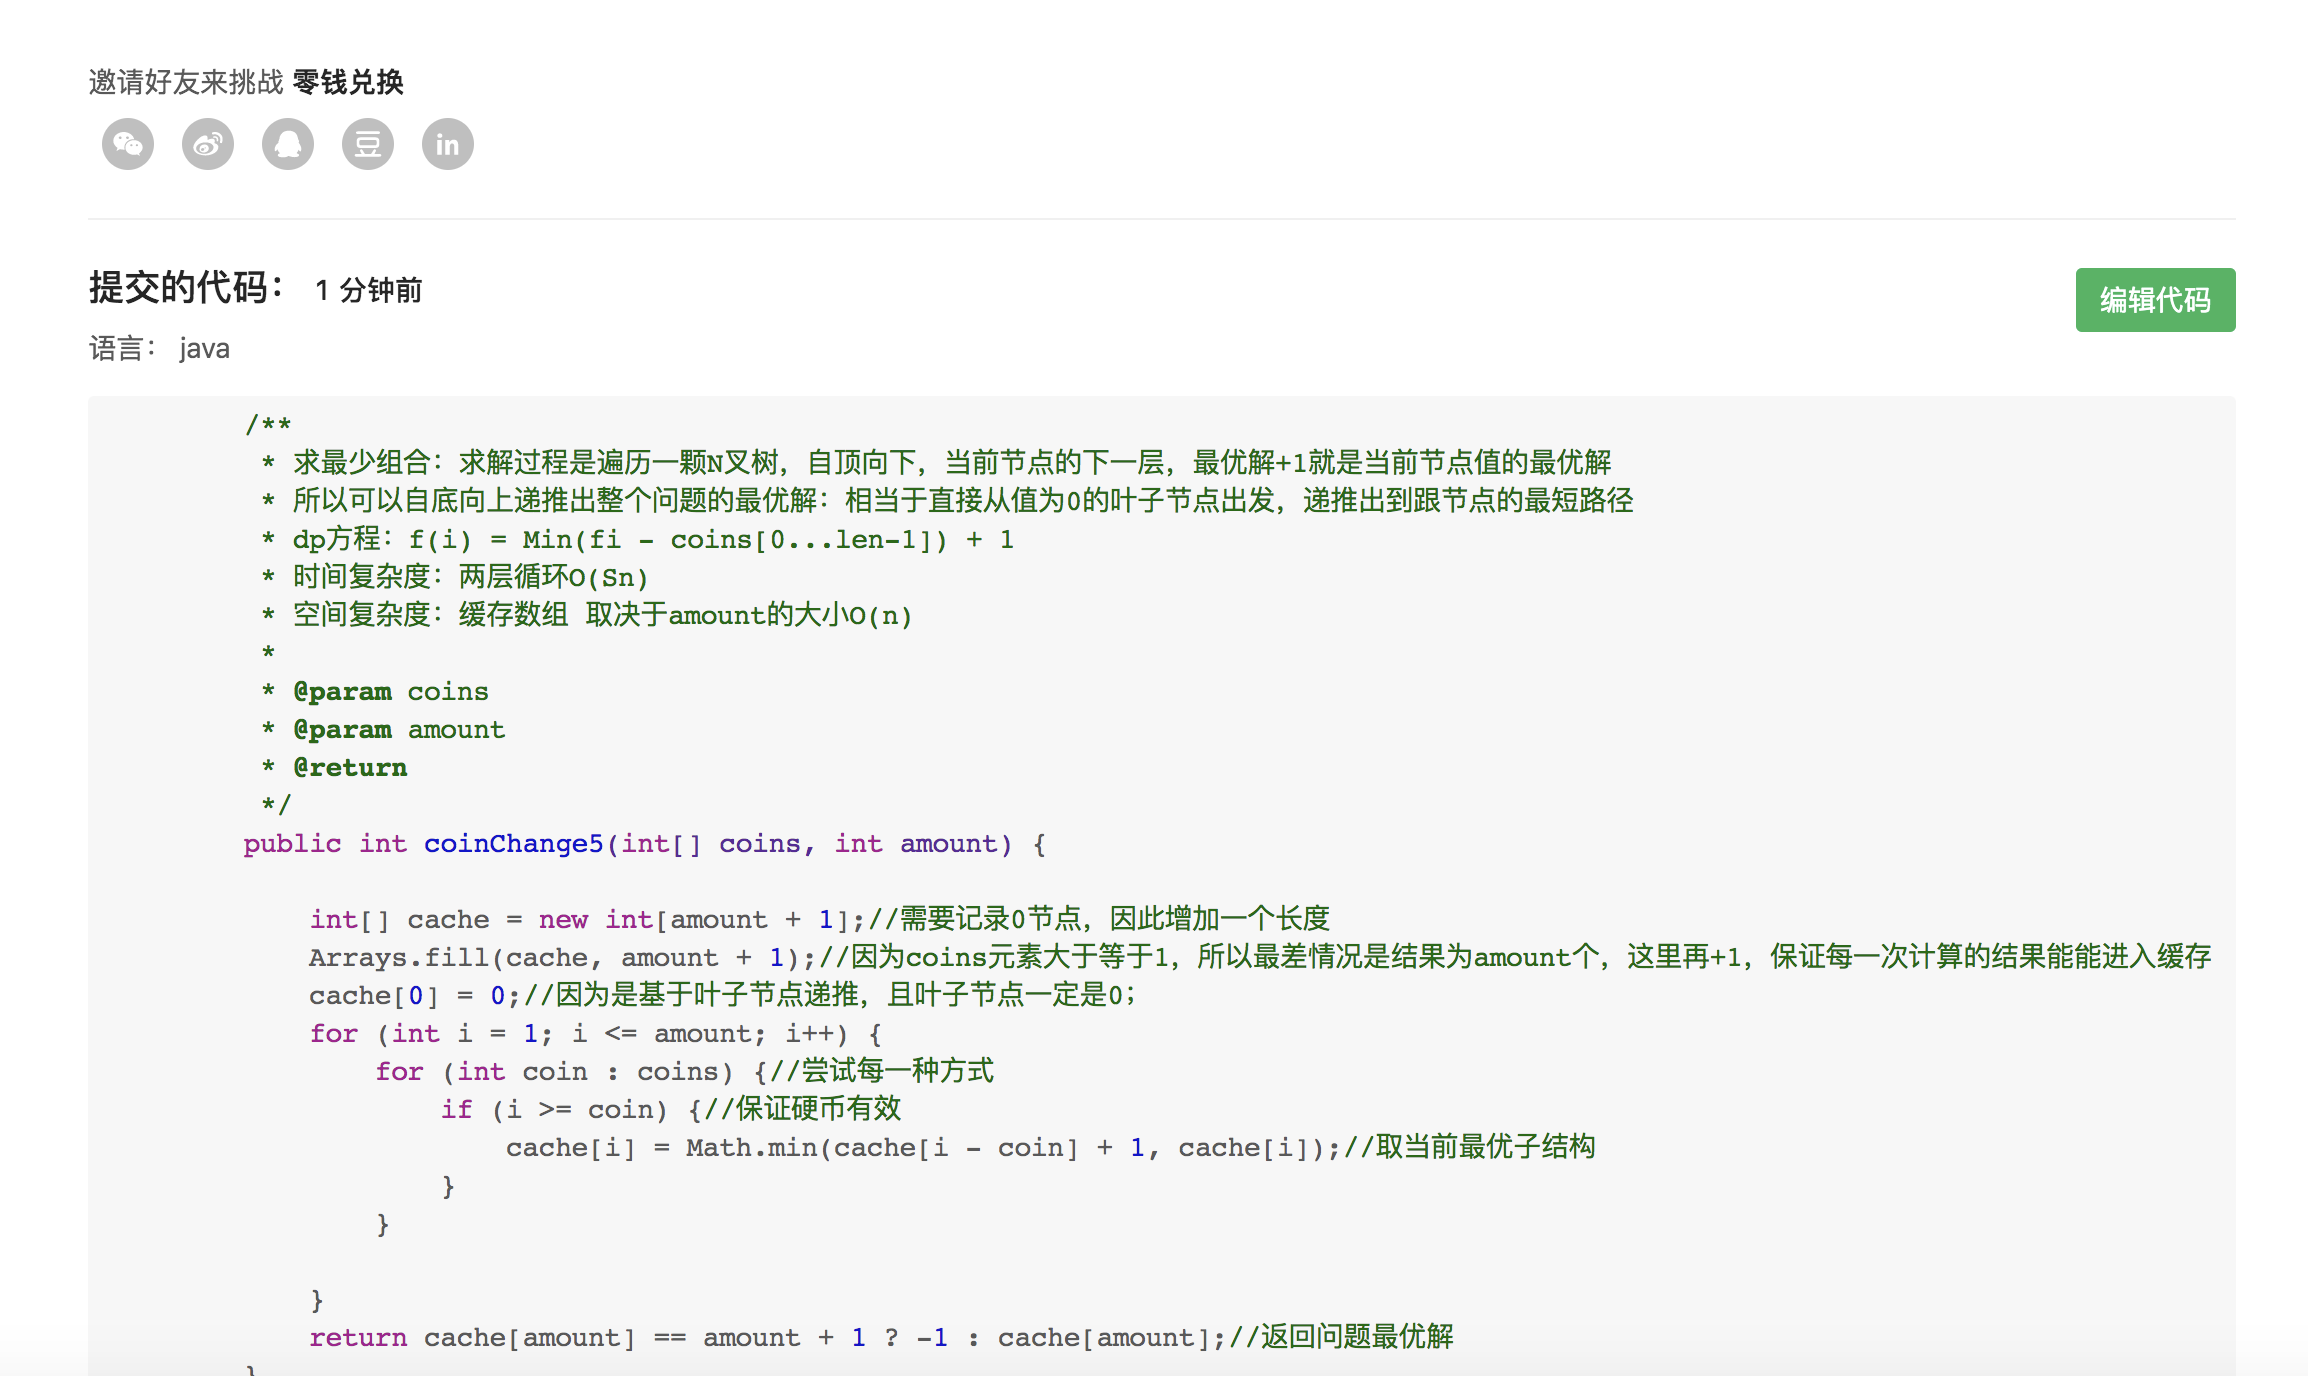 邀请好友来挑战 零钱兑换
豆
in
提交的代码： 1 分钟前
编辑代码
语言： java
/**
* 求最少组合：求解过程是遍历一颗N叉树，自顶向下，当前节点的下一层，最优解+1就是当前节点值的最优解
* 所以可以自底向上递推出整个问题的最优解：相当于直接从值为0的叶子节点出发，递推出到跟节点的最短路径
* dp方程：f(i) = Min(fi - coins[0...len-1]) + 1
* 时间复杂度：两层循环O(Sn)
* 空间复杂度：缓存数组 取决于amount的大小O(n)
*
* @param coins
* @param amount
* @return
*/
public int coinChange5(int[] coins, int amount) {
int[] cache = new int[amount + 1];//需要记录0节点，因此增加一个长度
Arrays.fill(cache, amount + 1);//因为coins元素大于等于1，所以最差情况是结果为amount个，这里再+1，保证每一次计算的结果能能进入缓存
cache[0] = 0;//因为是基于叶子节点递推，且叶子节点一定是0；
for (int i = 1; i <= amount; i++) {
for (int coin : coins) {//尝试每一种方式
if (i >= coin) {//保证硬币有效
cache[i] = Math.min(cache[i - coin] + 1, cache[i]);//取当前最优子结构
}
}
}
return cache[amount] == amount + 1 ? -1 : cache[amount];//返回问题最优解
}